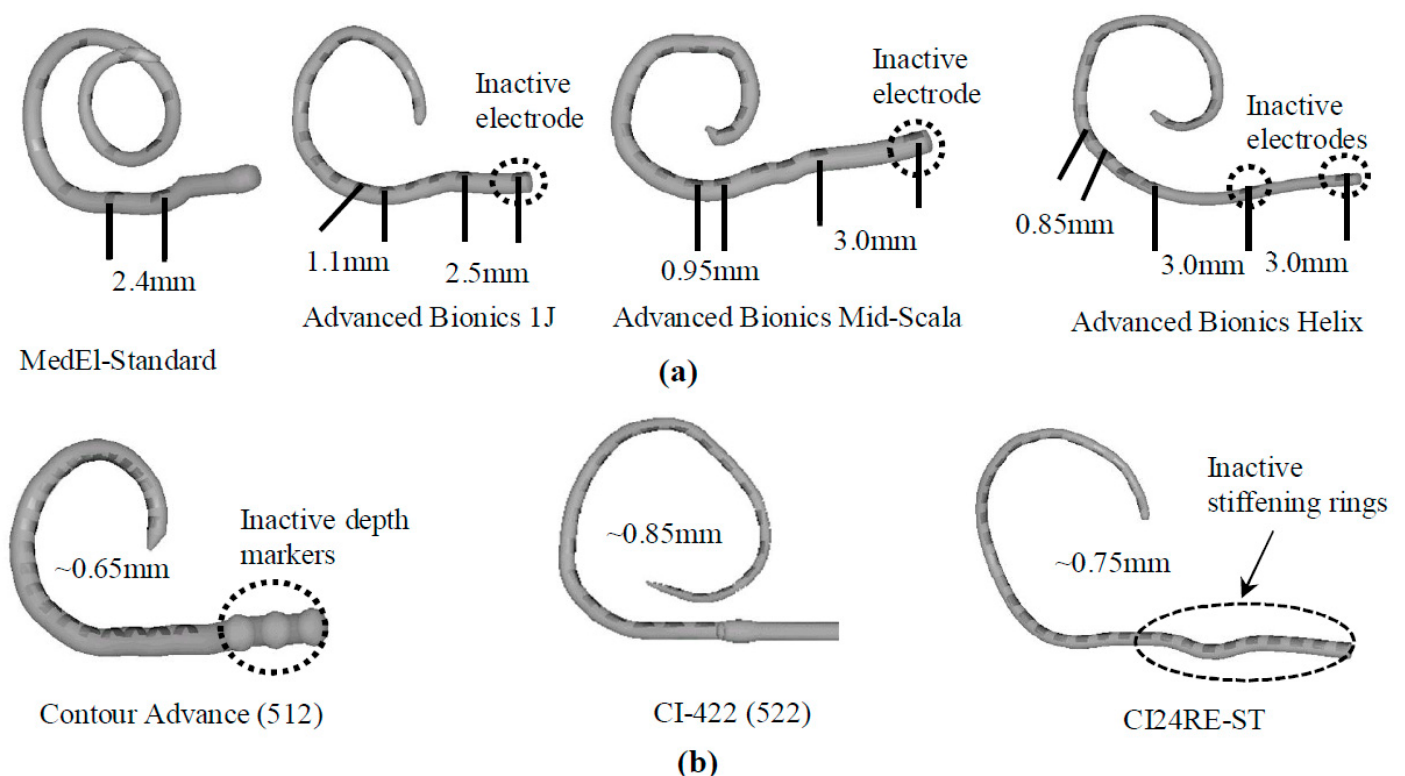 Inactive
electrode
Inactive
electrode
Inactive
electrodes
2.4mm
1.1mm
2.5mm
0.95mm
3.0mm
0.85mm
3.0mm
3.0mm
MedEl-Standard
Advanced Bionics 1J
Advanced Bionics Mid-Scala
Advanced Bionics Helix
(a)
Inactive depth
markers
Inactive
stiffening rings
~0.65mm
~0.85mm
~0.75mm
Contour Advance (512)
CI-422 (522)
CI24RE-ST
(b)